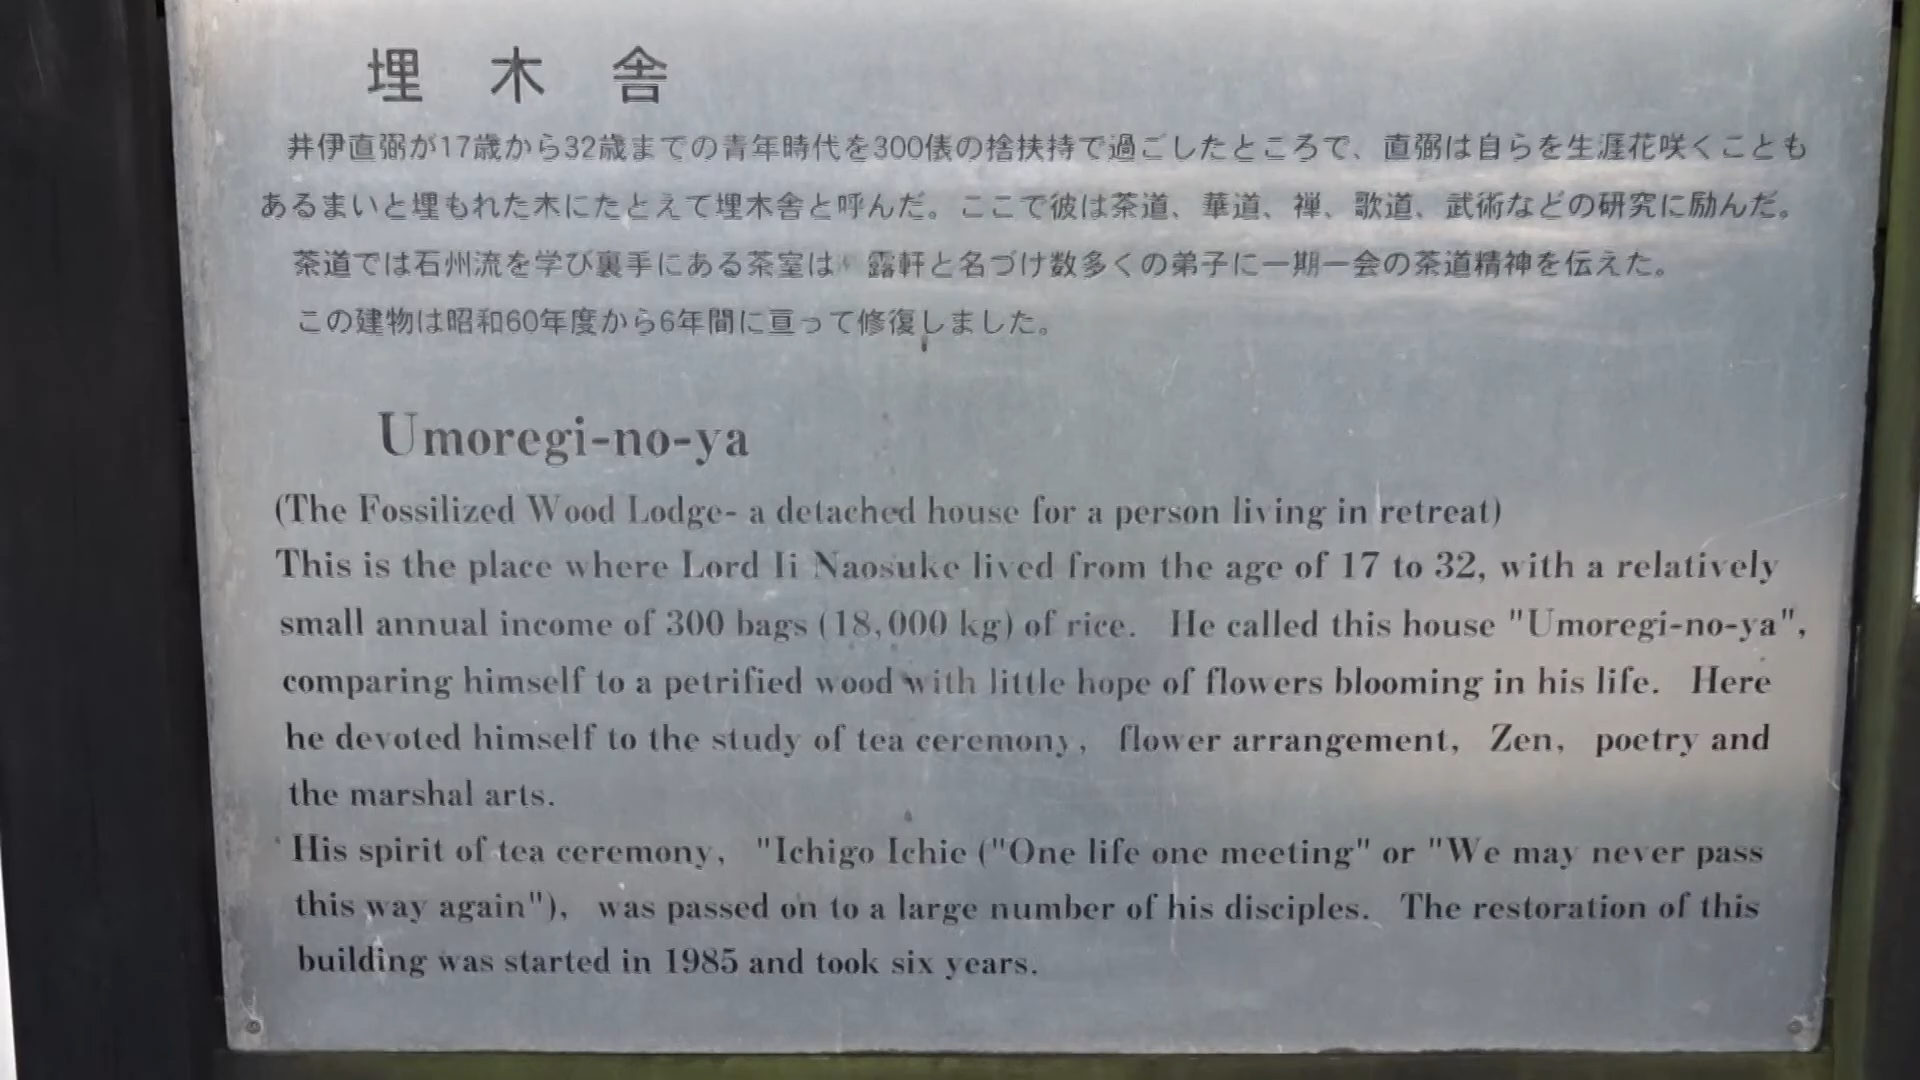 埋木舎
井伊直弼が17歳から32歳までの青年時代を300俵の捨扶持で過ごしたところで、直弼は自らを生涯花咲くことも
あるまいと埋もれた木にたとえて埋木舎と呼んだ。ここで彼は茶道、華道、禅、歌道、武術などの研究に励んだ。
茶道では石州流を学び裏手にある茶室は 露軒と名づけ数多くの弟子に一期一会の茶道精神を伝えた。
この建物は昭和60年度から6年間に亘って修復しました。
Umoregi-no-ya
(The Fossilized Wood Lodge- a detached house for a person living in retreat)
This is the place where Lord Ii Naosuke lived from the age of 17 to 32, with a relatively
small annual income of 300 bags (18,000 kg) of rice. He called this house "Umoregi-no-ya",
comparing himself to a petrified wood with little hope of flowers blooming in his life. Here
he devoted himself to the study of tea ceremony, flower arrangement, Zen, poetry and
the marshal arts.
His spirit of tea ceremony, "Ichigo Ichie ("One life one meeting" or "We may never pass
this way again"), was passed on to a large number of his disciples. The restoration of this
building was started in 1985 and took six years.